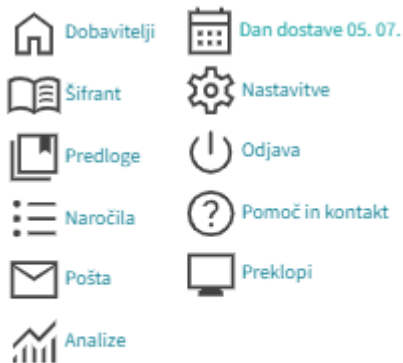 Dobavitelji
Šifrant
Predloge
Naročila
Pošta
Analize
Dan dostave 05. 07.
Nastavitve
Odjava
Pomoč in kontakt
Preklopi